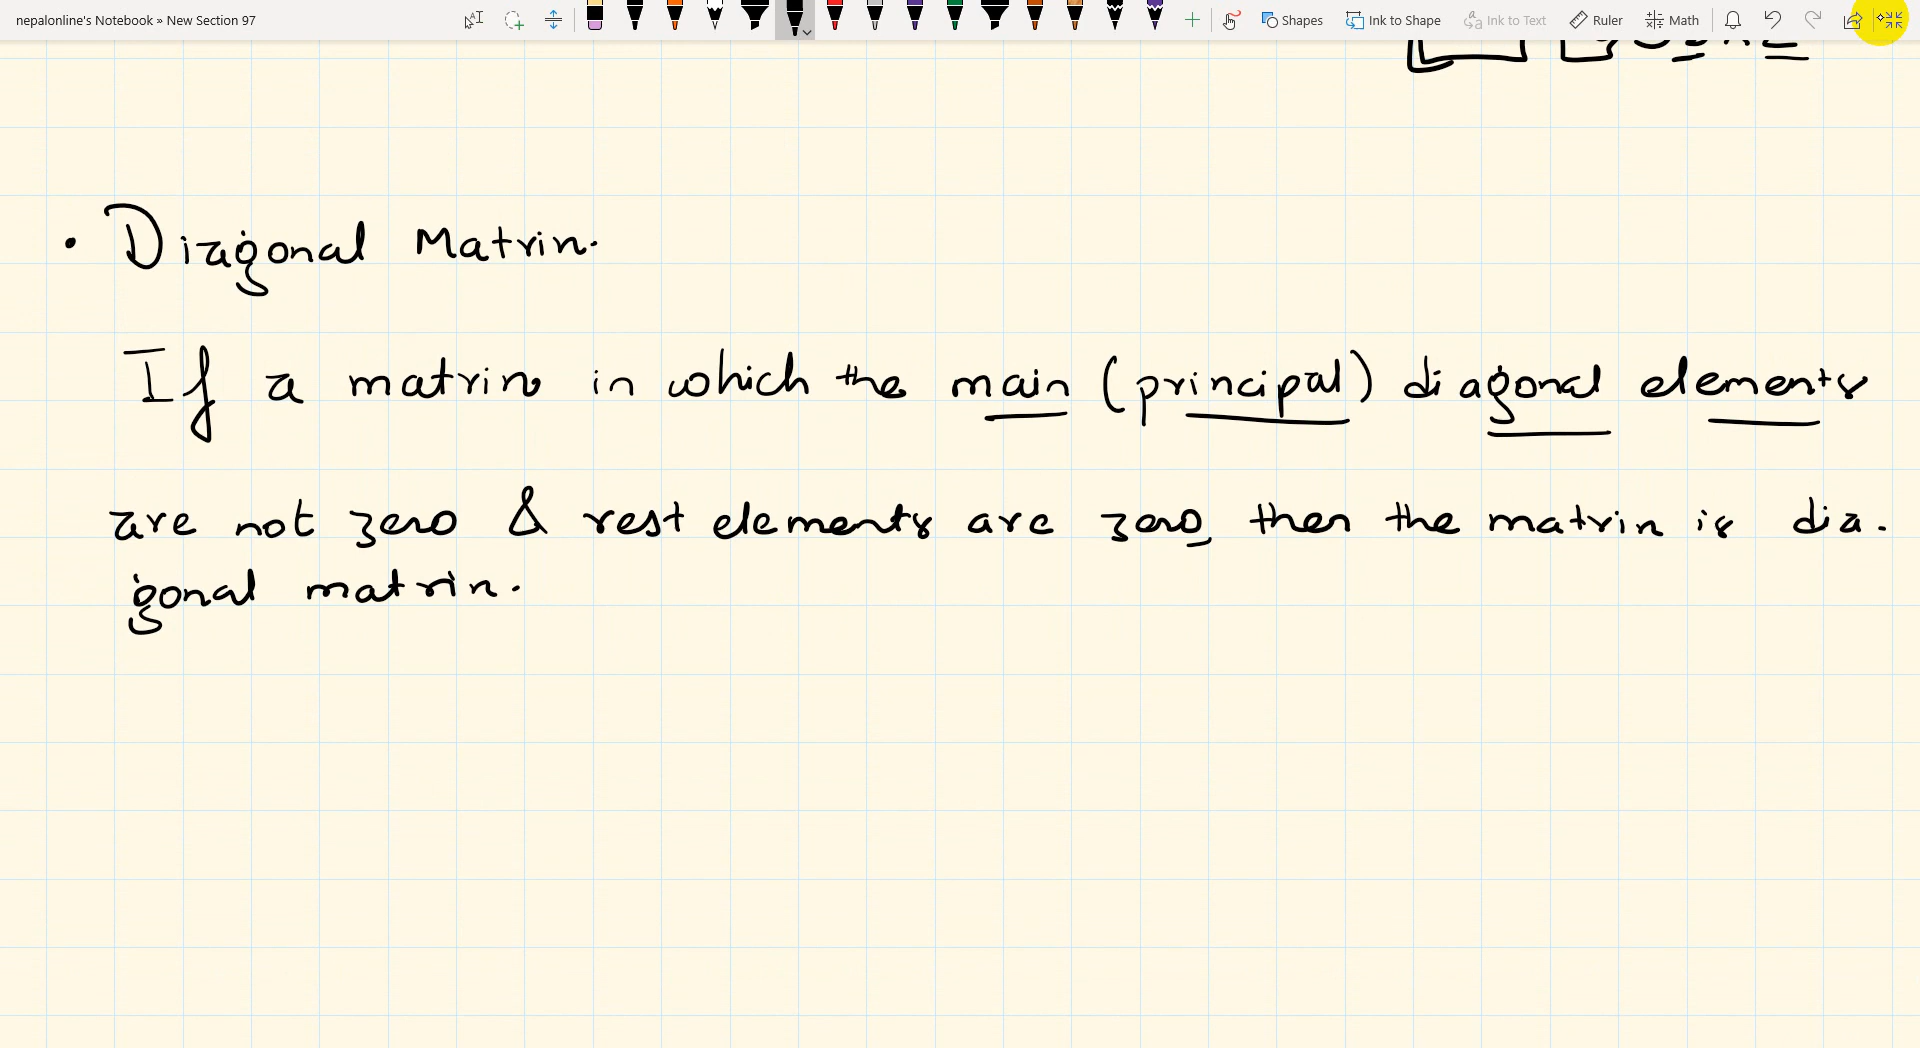 nepalonline's Notebook » New Section 97
Shapes Ink to Shape Ink to Text Ruler Math
• Diagonal Matrix.
If a matrix in which the main (principal) diagonal elements
are not zero & rest elements are zero, then the matrix is dia-
gonal matrix.